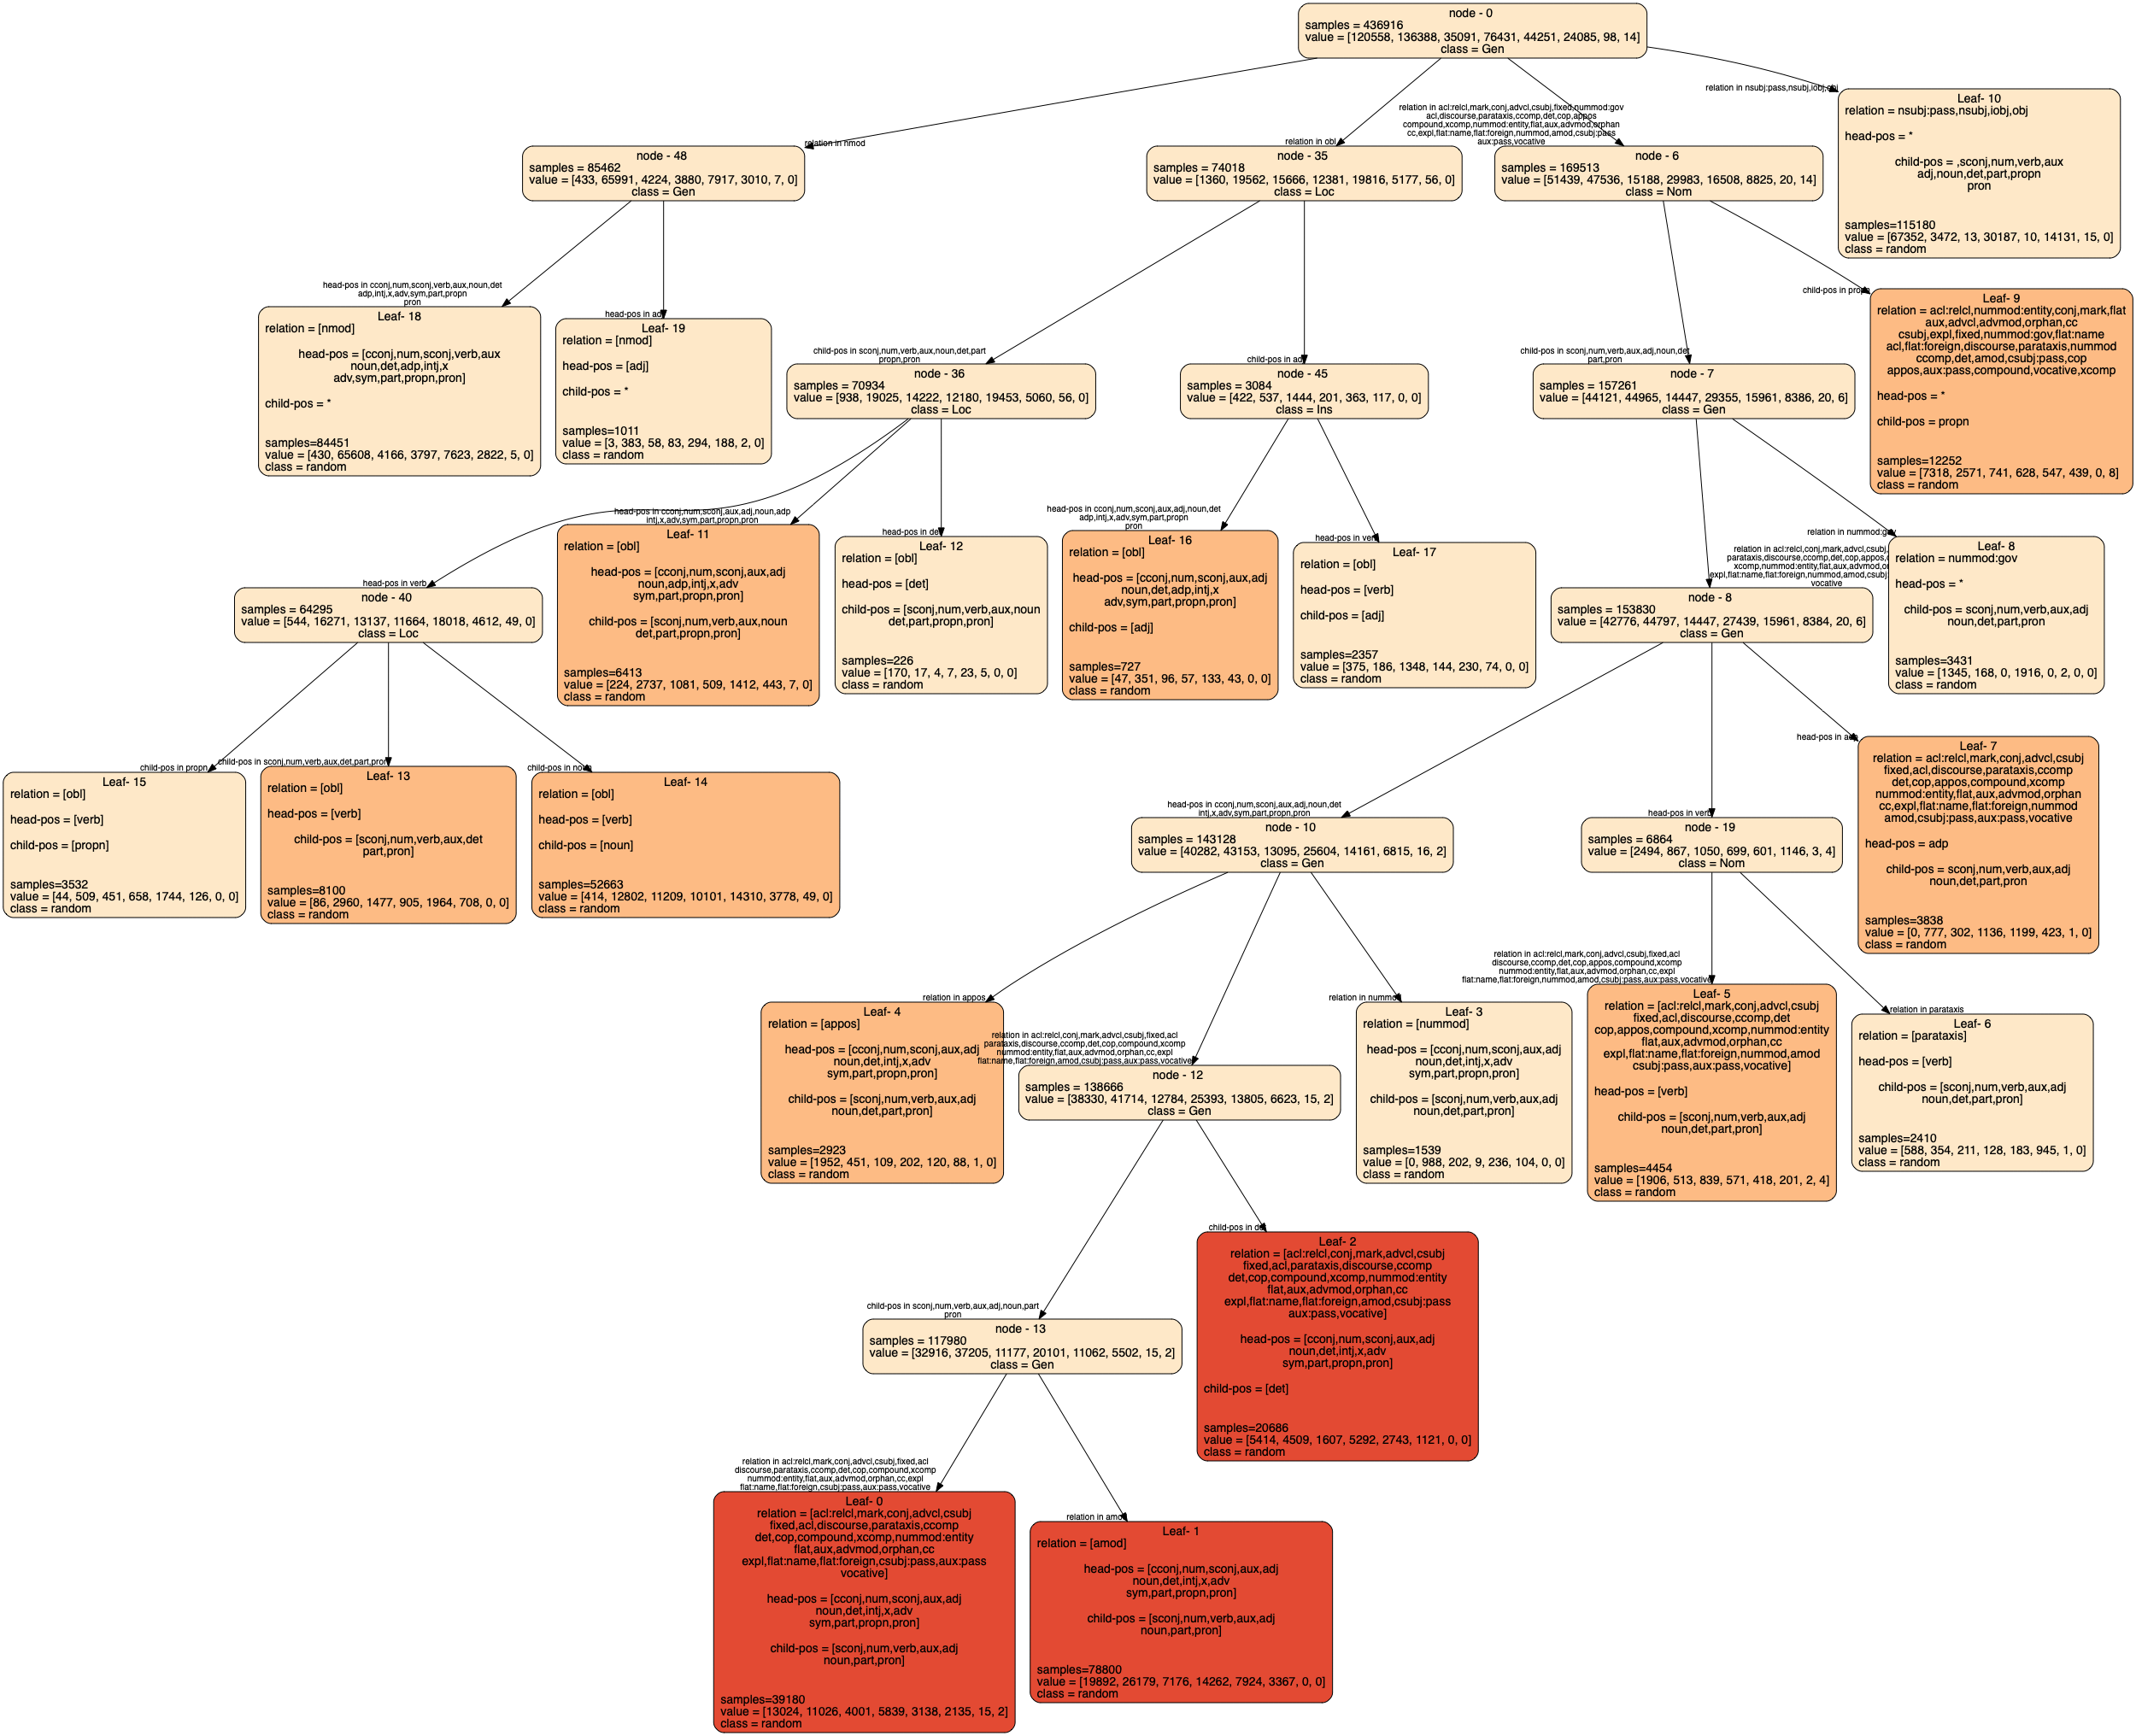 node - 0
samples = 436916
value = [120558, 136388, 35091, 76431, 44251, 24085, 98, 14]
class = Gen
relation in nmod
node - 48
samples = 85462
value = [433, 65991, 4224, 3880, 7917, 3010, 7, 0]
class = Gen
relation in obl
node - 35
samples = 74018
value = [1360, 19562, 15666, 12381, 19816, 5177, 56, 0]
class = Loc
relation in acl:relcl,mark,conj,advcl,csubj,fixed,nummod:gov
acl,discourse,parataxis,ccomp,det,cop,appos
compound,xcomp,nummod:entity,flat,aux,advmod,orphan
cc,expl,flat:name,flat:foreign,nummod,amod,csubj:pass
aux:pass,vocative
node - 6
samples = 169513
value = [51439, 47536, 15188, 29983, 16508, 8825, 20, 14]
class = Nom
relation in nsubj:pass,nsubj,iobj,obj
Leaf- 10
relation = nsubj:pass,nsubj,iobj,obj
head-pos = *
child-pos = ,sconj,num,verb,aux
adj,noun,det,part,propn
pron
samples=115180
value = [67352, 3472, 13, 30187, 10, 14131, 15, 0]
class = random
head-pos in cconj,num,sconj,verb,aux,noun,det
adp,intj,x,adv,sym,part,propn
pron
Leaf- 18
relation = [nmod]
head-pos = [cconj,num,sconj,verb,aux
noun,det,adp,intj,x
adv,sym,part,propn,pron]
child-pos = *
samples=84451
value = [430, 65608, 4166, 3797, 7623, 2822, 5, 0]
class = random
head-pos in adj
Leaf- 19
relation = [nmod]
head-pos = [adj]
child-pos = *
samples=1011
value = [3, 383, 58, 83, 294, 188, 2, 0]
class = random
child-pos in sconj,num,verb,aux,noun,det,part
propn,pron
node - 36
samples = 70934
value = [938, 19025, 14222, 12180, 19453, 5060, 56, 0]
class = Loc
child-pos in adj
node - 45
samples = 3084
value = [422, 537, 1444, 201, 363, 117, 0, 0]
class = Ins
child-pos in sconj,num,verb,aux,adj,noun,det
part,pron
node - 7
samples = 157261
value = [44121, 44965, 14447, 29355, 15961, 8386, 20, 6]
class = Gen
child-pos in propn
Leaf- 9
relation = acl:relcl,nummod:entity,conj,mark,flat
aux,advcl,advmod,orphan,cc
csubj,expl,fixed,nummod:gov,flat:name
acl,flat:foreign,discourse,parataxis,nummod
ccomp,det,amod,csubj:pass,cop
appos,aux:pass,compound,vocative,xcomp
head-pos = *
child-pos = propn
samples=12252
value = [7318, 2571, 741, 628, 547, 439, 0, 8]
class = random
head-pos in verb
node - 40
samples = 64295
value = [544, 16271, 13137, 11664, 18018, 4612, 49, 0]
class = Loc
head-pos in cconj,num,sconj,aux,adj,noun,adp
intj,x,adv,sym,part,propn,pron
Leaf- 11
relation = [obl]
head-pos = [cconj,num,sconj,aux,adj
noun,adp,intj,x,adv
sym,part,propn,pron]
child-pos = [sconj,num,verb,aux,noun
det,part,propn,pron]
samples=6413
value = [224, 2737, 1081, 509, 1412, 443, 7, 0]
class = random
head-pos in det
Leaf- 12
relation = [obl]
head-pos = [det]
child-pos = [sconj,num,verb,aux,noun
det,part,propn,pron]
samples=226
value = [170, 17, 4, 7, 23, 5, 0, 0]
class = random
head-pos in cconj,num,sconj,aux,adj,noun,det
adp,intj,x,adv,sym,part,propn
pron
Leaf- 16
relation = [obl]
head-pos = [cconj,num,sconj,aux,adj
noun,det,adp,intj,x
adv,sym,part,propn,pron]
child-pos = [adj]
samples=727
value = [47, 351, 96, 57, 133, 43, 0, 0]
class = random
head-pos in verb
Leaf- 17
relation = [obl]
head-pos = [verb]
child-pos = [adj]
samples=2357
value = [375, 186, 1348, 144, 230, 74, 0, 0]
class = random
relation in acl:relcl,conj,mark,advcl,csubj,
parataxis,discourse,ccomp,det,cop,appos,
xcomp,nummod:entity,flat,aux,advmod,
expl,flat:name,flat:foreign,nummod,amod,csubj
vocative
node - 8
samples = 153830
value = [42776, 44797, 14447, 27439, 15961, 8384, 20, 6]
class = Gen
relation in nummod:gov
Leaf- 8
relation = nummod:gov
head-pos = *
child-pos = sconj,num,verb,aux,adj
noun,det,part,pron
samples=3431
value = [1345, 168, 0, 1916, 0, 2, 0, 0]
class = random
child-pos in propn
Leaf- 15
relation = [obl]
head-pos = [verb]
child-pos = [propn]
samples=3532
value = [44, 509, 451, 658, 1744, 126, 0, 0]
class = random
child-pos in sconj,num,verb,aux,det,part,pron
Leaf- 13
relation = [obl]
head-pos = [verb]
child-pos = [sconj,num,verb,aux,det
part,pron]
samples=8100
value = [86, 2960, 1477, 905, 1964, 708, 0, 0]
class = random
child-pos in noun
Leaf- 14
relation = [obl]
head-pos = [verb]
child-pos = [noun]
samples=52663
value = [414, 12802, 11209, 10101, 14310, 3778, 49, 0]
class = random
head-pos in cconj,num,sconj,aux,adj,noun,det
intj,x,adv,sym,part,propn,pron
node - 10
samples = 143128
value = [40282, 43153, 13095, 25604, 14161, 6815, 16, 2]
class = Gen
head-pos in verb
node - 19
samples = 6864
value = [2494, 867, 1050, 699, 601, 1146, 3, 4]
class = Nom
head-pos in adp
Leaf- 7
relation = acl:relcl,mark,conj,advcl,csubj
fixed,acl,discourse,parataxis,ccomp
det,cop,appos,compound,xcomp
nummod:entity,flat,aux,advmod,orphan
cc,expl,flat:name,flat:foreign,nummod
amod,csubj:pass,aux:pass,vocative
head-pos = adp
child-pos = sconj,num,verb,aux,adj
noun,det,part,pron
samples=3838
value = [0, 777, 302, 1136, 1199, 423, 1, 0]
class = random
relation in appos
Leaf- 4
relation = [appos]
head-pos = [cconj,num,sconj,aux,adj
noun,det,intj,x,adv
sym,part,propn,pron]
child-pos = [sconj,num,verb,aux,adj
noun,det,part,pron]
samples=2923
value = [1952, 451, 109, 202, 120, 88, 1, 0]
class = random
relation in acl:relcl,conj,mark,advcl,csubj,fixed,acl
parataxis,discourse,ccomp,det,cop,compound,xcomp
nummod:entity,flat,aux,advmod,orphan,cc,expl
flat:name,flat:foreign,amod,csubj:pass,aux:pass,vocative
node - 12
samples = 138666
value = [38330, 41714, 12784, 25393, 13805, 6623, 15, 2]
class = Gen
relation in nummod
Leaf- 3
relation = [nummod]
head-pos = [cconj,num,sconj,aux,adj
noun,det,intj,x,adv
sym,part,propn,pron]
child-pos = [sconj,num,verb,aux,adj
noun,det,part,pron]
samples=1539
value = [0, 988, 202, 9, 236, 104, 0, 0]
class = random
relation in acl:relcl,mark,conj,advcl,csubj,fixed,acl
discourse,ccomp,det,cop,appos,compound,xcomp
nummod:entity,flat,aux,advmod,orphan,cc,expl
flat:name,flat:foreign,nummod,amod,csubj:pass,aux:pass,vocative
Leaf- 5
relation = [acl:relcl,mark,conj,advcl,csubj
fixed,acl,discourse,ccomp,det
cop,appos,compound,xcomp,nummod:entity
flat,aux,advmod,orphan,cc
expl,flat:name,flat:foreign,nummod,amod
csubj:pass,aux:pass,vocative]
head-pos = [verb]
child-pos = [sconj,num,verb,aux,adj
noun,det,part,pron]
samples=4454
value = [1906, 513, 839, 571, 418, 201, 2, 4]
class = random
relation in parataxis
Leaf- 6
relation = [parataxis]
head-pos = [verb]
child-pos = [sconj,num,verb,aux,adj
noun,det,part,pron]
samples=2410
value = [588, 354, 211, 128, 183, 945, 1, 0]
class = random
child-pos in sconj,num,verb,aux,adj,noun,part
pron
node - 13
samples = 117980
value = [32916, 37205, 11177, 20101, 11062, 5502, 15, 2]
class = Gen
child-pos in det
Leaf- 2
relation = [acl:relcl,conj,mark,advcl,csubj
fixed,acl,parataxis,discourse,ccomp
det,cop,compound,xcomp,nummod:entity
flat,aux,advmod,orphan,cc
expl,flat:name,flat:foreign,amod,csubj:pass
aux:pass,vocative]
head-pos = [cconj,num,sconj,aux,adj
noun,det,intj,x,adv
sym,part,propn,pron]
child-pos = [det]
samples=20686
value = [5414, 4509, 1607, 5292, 2743, 1121, 0, 0]
class = random
relation in acl:relcl,mark,conj,advcl,csubj,fixed,acl
discourse,parataxis,ccomp,det,cop,compound,xcomp
nummod:entity,flat,aux,advmod,orphan,cc,expl
flat:name,flat:foreign,csubj:pass,aux:pass,vocative
Leaf- 0
relation = [acl:relcl,mark,conj,advcl,csubj
fixed,acl,discourse,parataxis,ccomp
det,cop,compound,xcomp,nummod:entity
flat,aux,advmod,orphan,cc
expl,flat:name,flat:foreign,csubj:pass,aux:pass
vocative]
head-pos = [cconj,num,sconj,aux,adj
noun,det,intj,x,adv
sym,part,propn,pron]
child-pos = [sconj,num,verb,aux,adj
noun,part,pron]
samples=39180
value = [13024, 11026, 4001, 5839, 3138, 2135, 15, 2]
class = random
relation in amod
Leaf- 1
relation = [amod]
head-pos = [cconj,num,sconj,aux,adj
noun,det,intj,x,adv
sym,part,propn,pron]
child-pos = [sconj,num,verb,aux,adj
noun,part,pron]
samples=78800
value = [19892, 26179, 7176, 14262, 7924, 3367, 0, 0]
class = random